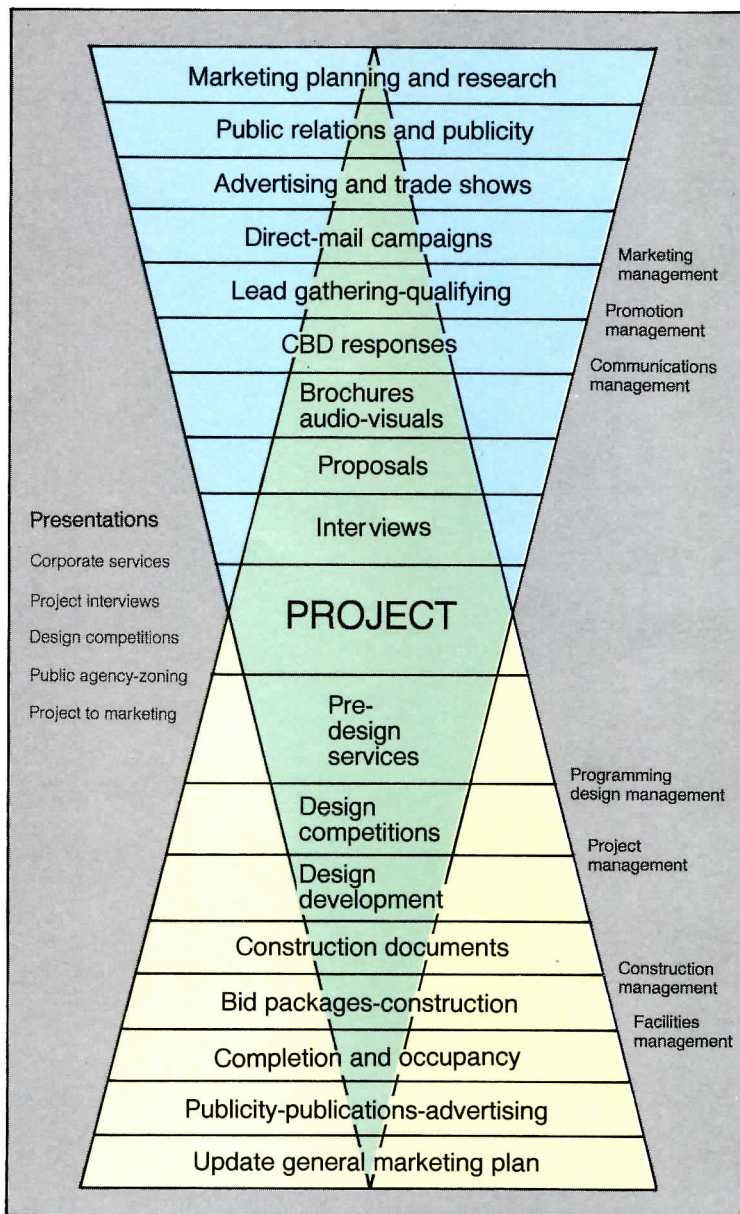 Marketing planning and research
Public relations and publicity
Advertising and trade shows
Direct-mail campaigns
Lead gathering-qualifying
CBD responses
Brochures
audio-visuals
Proposals
Interviews
PROJECT
Pre-
design
services
Design
competitions
Design
development
Construction documents
Bid packages-construction
Completion and occupancy
Publicity-publications-advertising
Update general marketing plan
Presentations
Corporate services
Project interviews
Design competitions
Public agency-zoning
Project to marketing
Marketing
management
Promotion
management
Communications
management
Programming
design management
Project
management
Construction
management
Facilities
management